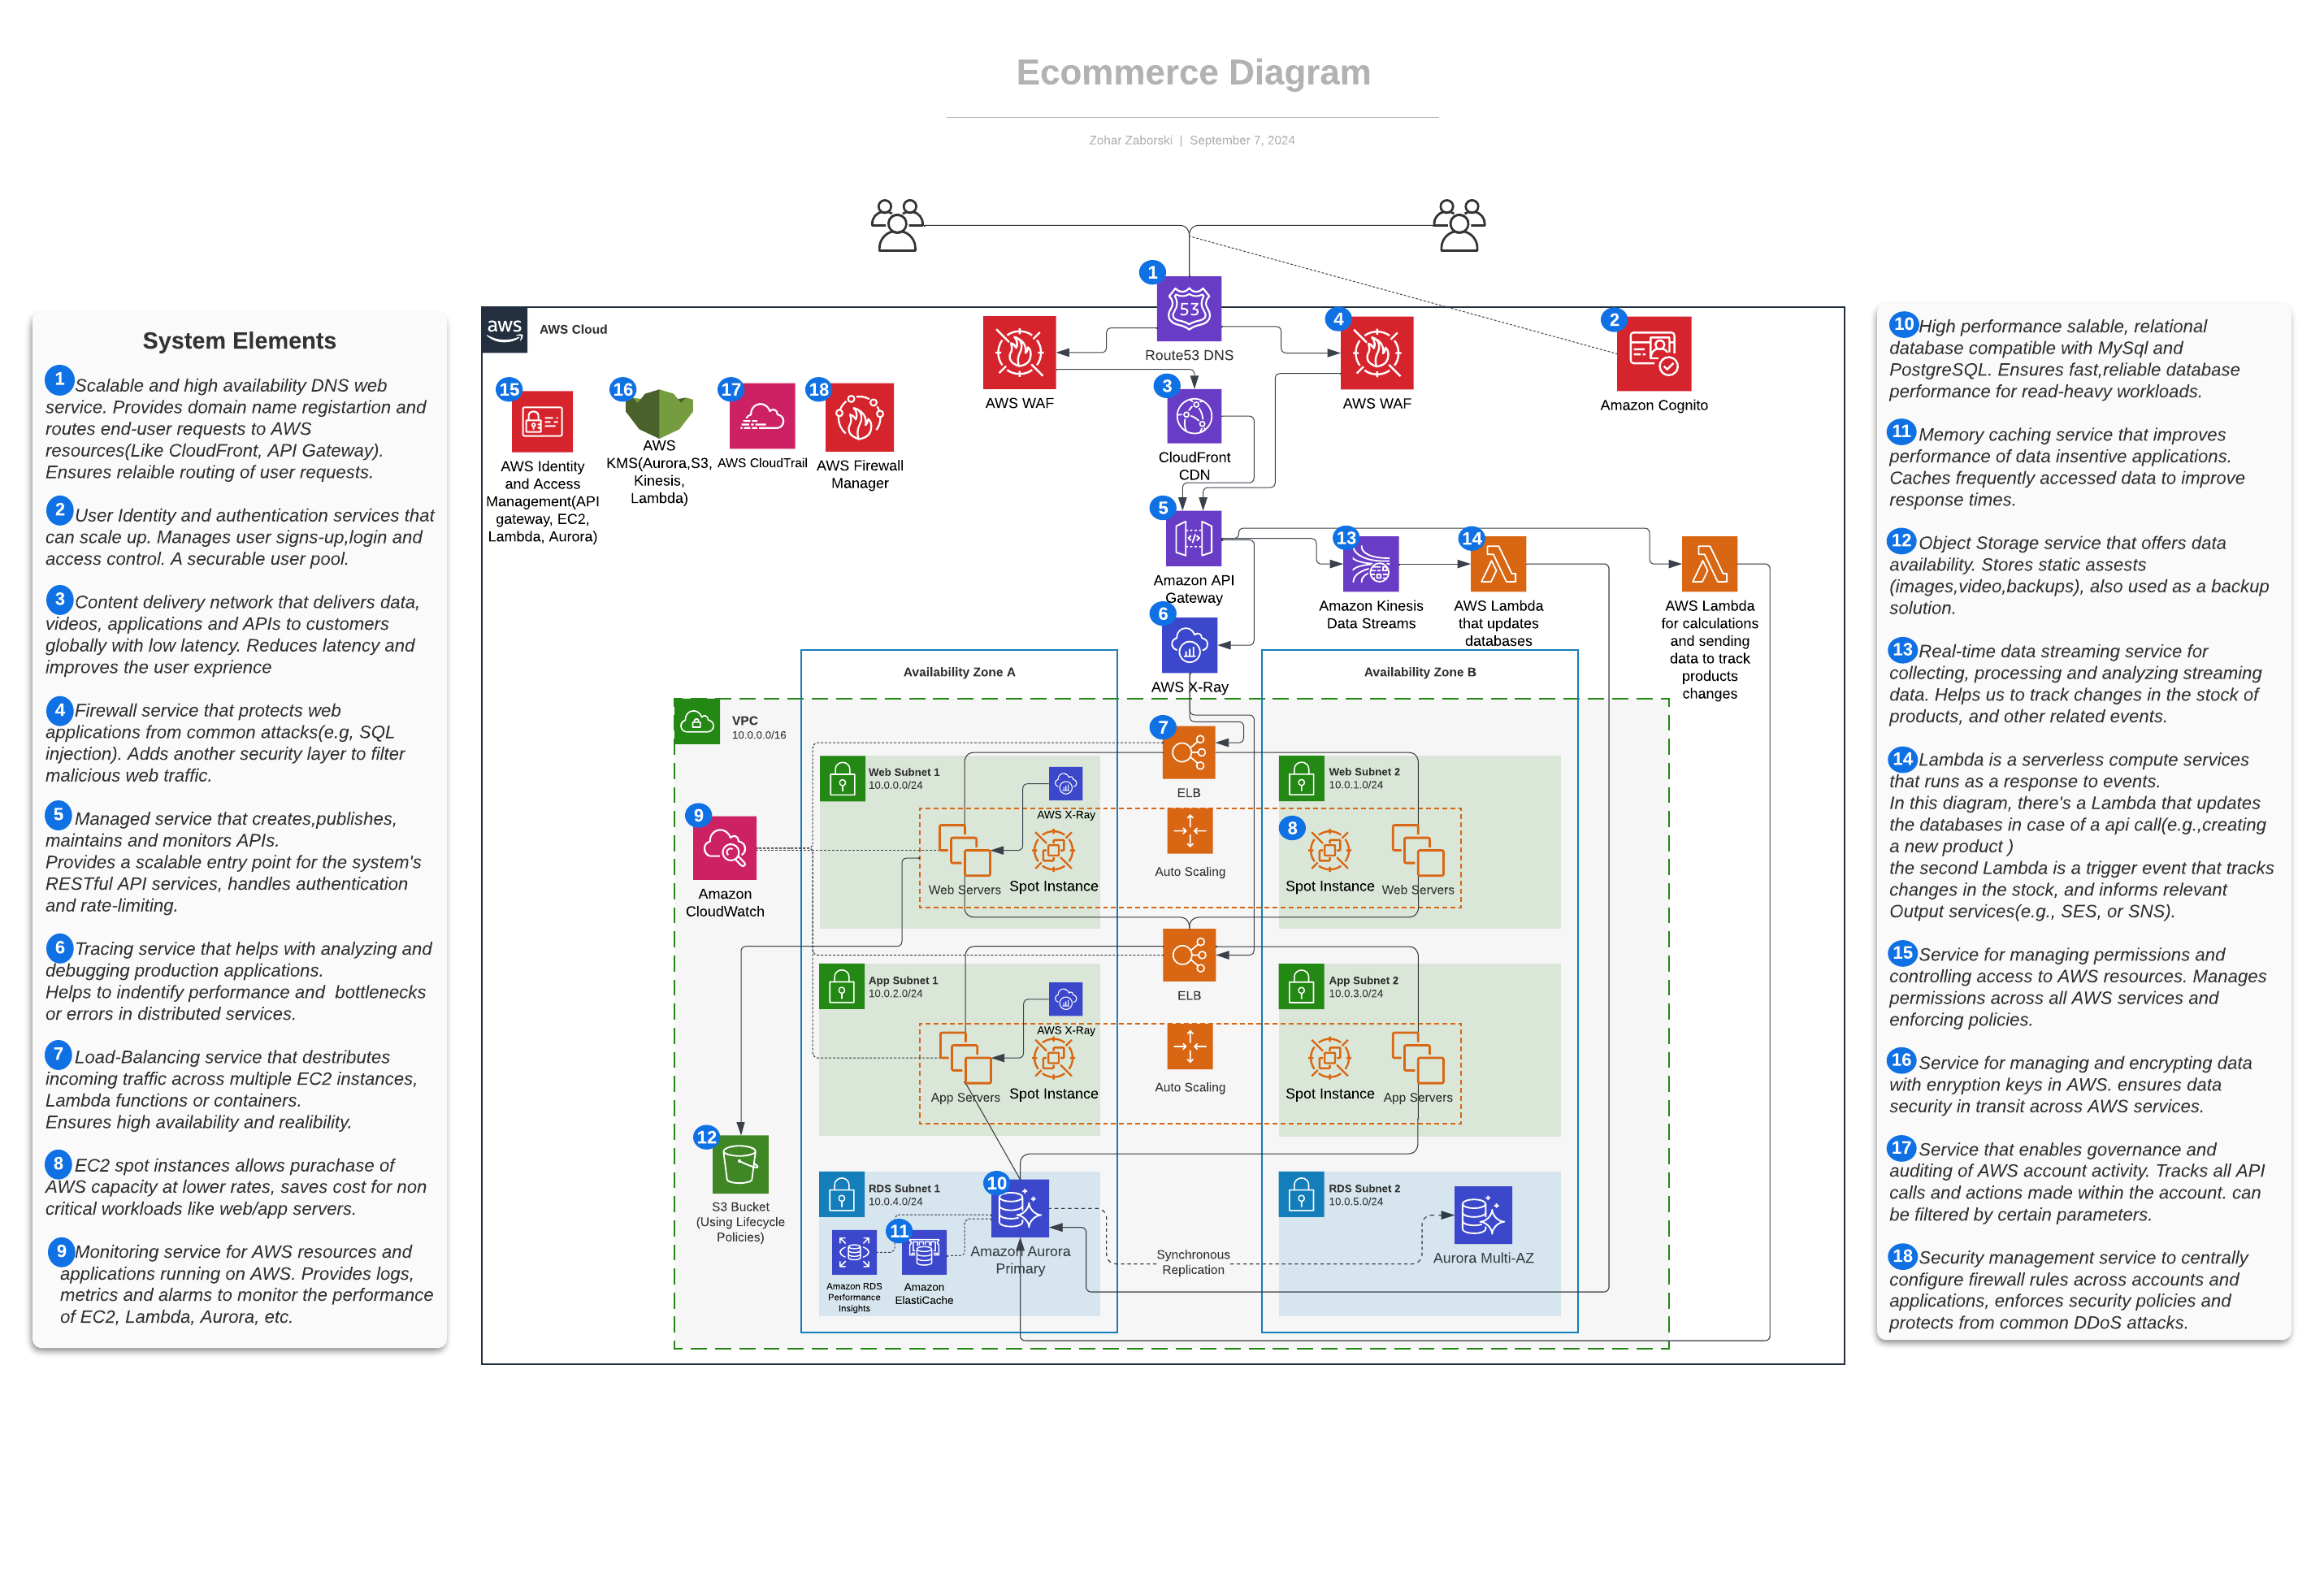 Ecommerce Diagram
Zohar Zaborski | September 7, 2024
System Elements
1 Scalable and high availability DNS web
service. Provides domain name registartion and
routes end-user requests to AWS
resources(Like CloudFront, API Gateway).
Ensures relaible routing of user requests.
2 User Identity and authentication services that
can scale up. Manages user signs-up,login and
access control. A securable user pool.
3 Content delivery network that delivers data,
videos, applications and APIs to customers
globally with low latency. Reduces latency and
improves the user exprience
4 Firewall service that protects web
applications from common attacks(e.g, SQL
injection). Adds another security layer to filter
malicious web traffic.
5 Managed service that creates,publishes,
maintains and monitors APIs.
Provides a scalable entry point for the system's
RESTful API services, handles authentication
and rate-limiting.
6 Tracing service that helps with analyzing and
debugging production applications.
Helps to indentify performance and bottlenecks
or errors in distributed services.
7 Load-Balancing service that destributes
incoming traffic across multiple EC2 instances,
Lambda functions or containers.
Ensures high availability and realibility.
8 EC2 spot instances allows purachase of
AWS capacity at lower rates, saves cost for non
critical workloads like web/app servers.
9 Monitoring service for AWS resources and
applications running on AWS. Provides logs,
metrics and alarms to monitor the performance
of EC2, Lambda, Aurora, etc.
aws
AWS Cloud
1
53
Route53 DNS
AWS WAF
4
AWS WAF
2
Amazon Cognito
15
AWS Identity
and Access
Management(API
gateway, EC2,
Lambda, Aurora)
16
AWS
KMS(Aurora,S3,
Kinesis,
Lambda)
17
AWS CloudTrail
18
AWS Firewall
Manager
3
CloudFront
CDN
5
Amazon API
Gateway
13
Amazon Kinesis
Data Streams
14
AWS Lambda
that updates
databases
AWS Lambda
for calculations
and sending
data to track
products
changes
6
AWS X-Ray
Availability Zone A
Availability Zone B
VPC
10.0.0.0/16
7
ELB
Web Subnet 1
10.0.0.0/24
AWS X-Ray
Web Servers
Spot Instance
Auto Scaling
Web Subnet 2
10.0.1.0/24
8
Spot Instance
Web Servers
9
Amazon
CloudWatch
ELB
App Subnet 1
10.0.2.0/24
AWS X-Ray
App Servers
Spot Instance
Auto Scaling
App Subnet 2
10.0.3.0/24
Spot Instance
App Servers
12
S3 Bucket
(Using Lifecycle
Policies)
RDS Subnet 1
10.0.4.0/24
10
Amazon Aurora
Primary
11
Amazon
ElastiCache
Amazon RDS
Performance
Insights
Synchronous
Replication
RDS Subnet 2
10.0.5.0/24
Aurora Multi-AZ
10 High performance salable, relational
database compatible with MySql and
PostgreSQL. Ensures fast,reliable database
performance for read-heavy workloads.
11 Memory caching service that improves
performance of data insentive applications.
Caches frequently accessed data to improve
response times.
12 Object Storage service that offers data
availability. Stores static assests
(images,video,backups), also used as a backup
solution.
13 Real-time data streaming service for
collecting, processing and analyzing streaming
data. Helps us to track changes in the stock of
products, and other related events.
14 Lambda is a serverless compute services
that runs as a response to events.
In this diagram, there's a Lambda that updates
the databases in case of a api call(e.g.,creating
a new product )
the second Lambda is a trigger event that tracks
changes in the stock, and informs relevant
Output services(e.g., SES, or SNS).
15 Service for managing permissions and
controlling access to AWS resources. Manages
permissions across all AWS services and
enforcing policies.
16 Service for managing and encrypting data
with enryption keys in AWS. ensures data
security in transit across AWS services.
17 Service that enables governance and
auditing of AWS account activity. Tracks all API
calls and actions made within the account. can
be filtered by certain parameters.
18 Security management service to centrally
configure firewall rules across accounts and
applications, enforces security policies and
protects from common DDoS attacks.